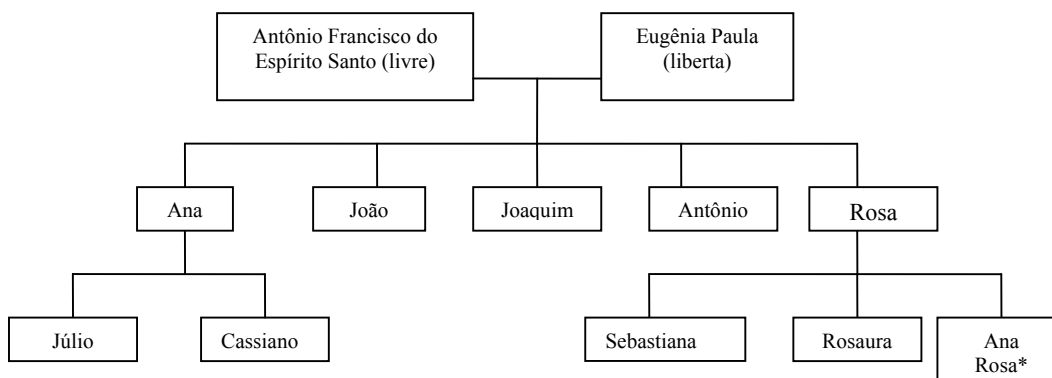 Antônio Francisco do
Espírito Santo (livre)
Eugênia Paula
(liberta)
Ana
João
Joaquim
Antônio
Rosa
Júlio
Cassiano
Sebastiana
Rosaura
Ana
Rosa*